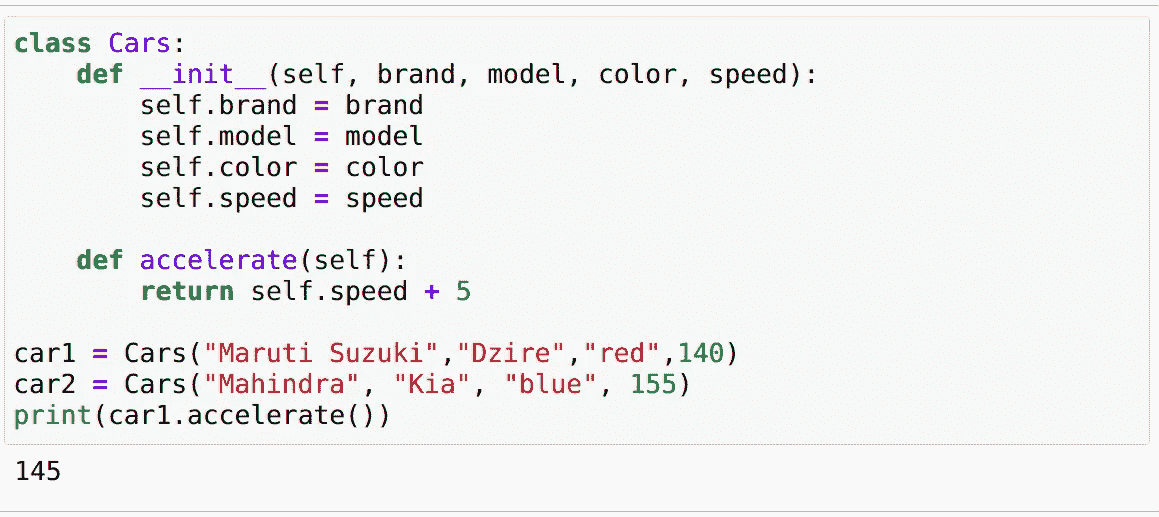 class Cars:
    def __init__(self, brand, model, color, speed):
        self.brand = brand
        self.model = model
        self.color = color
        self.speed = speed

    def accelerate(self):
        return self.speed + 5

car1 = Cars("Maruti Suzuki","Dzire","red",140)
car2 = Cars("Mahindra", "Kia", "blue", 155)
print(car1.accelerate())
145